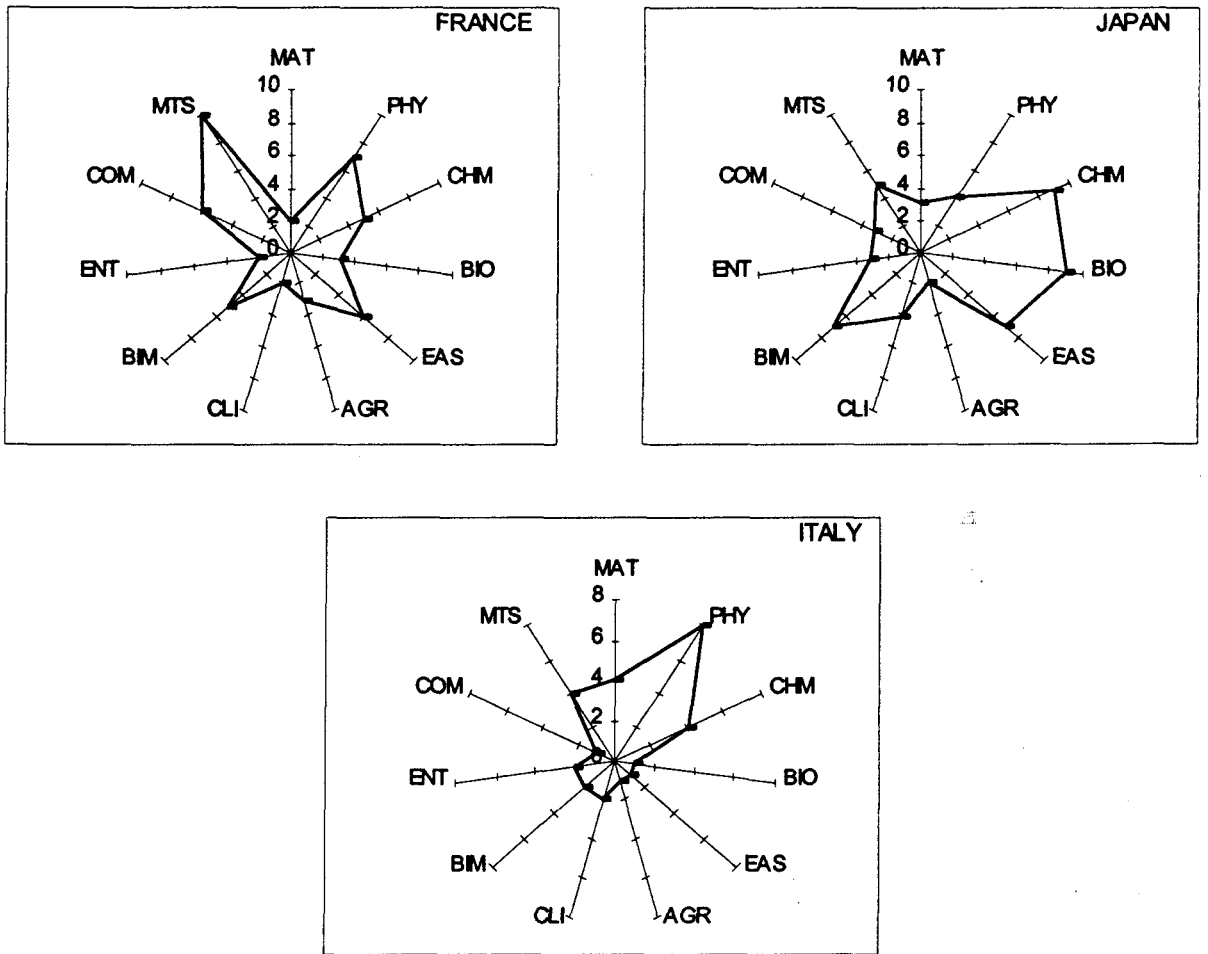 FRANCE
MAT
10
MTS
PHY
8
6
COM
CHM
4
2
0
ENT
BIO
BIM
EAS
CLI
AGR
JAPAN
MAT
10
MTS
PHY
8
6
COM
CHM
4
2
0
ENT
BIO
BIM
EAS
CLI
AGR
ITALY
MAT
8
MTS
PHY
6
COM
CHM
4
2
0
ENT
BIO
BIM
EAS
CLI
AGR